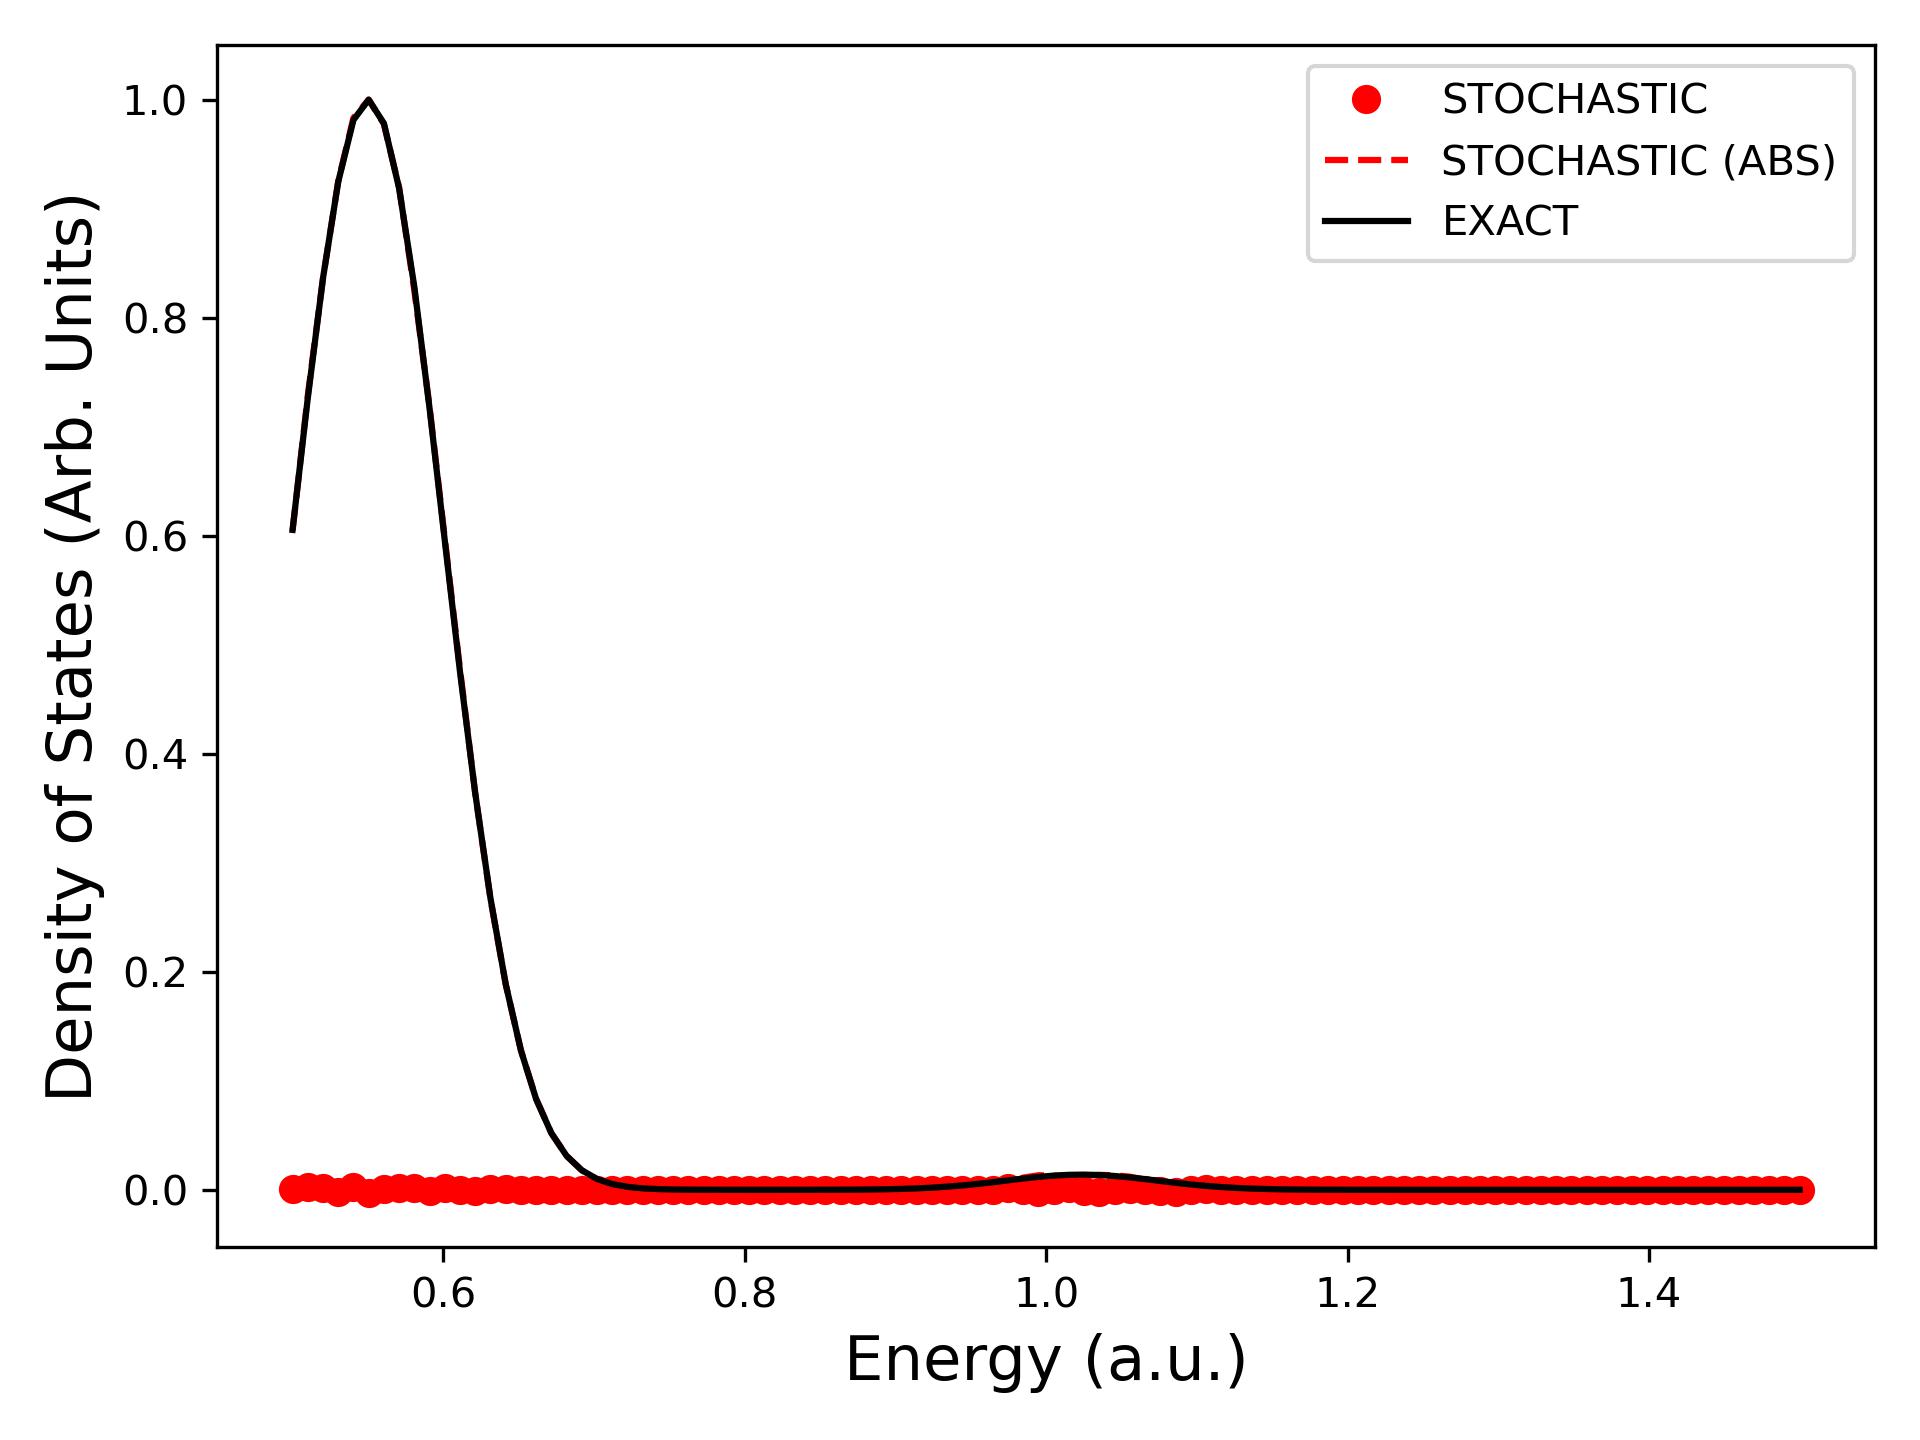 STOCHASTIC
STOCHASTIC (ABS)
EXACT
Density of States (Arb. Units)
1.0
0.8
0.6
0.4
0.2
0.0
0.6 0.8 1.0 1.2 1.4
Energy (a.u.)